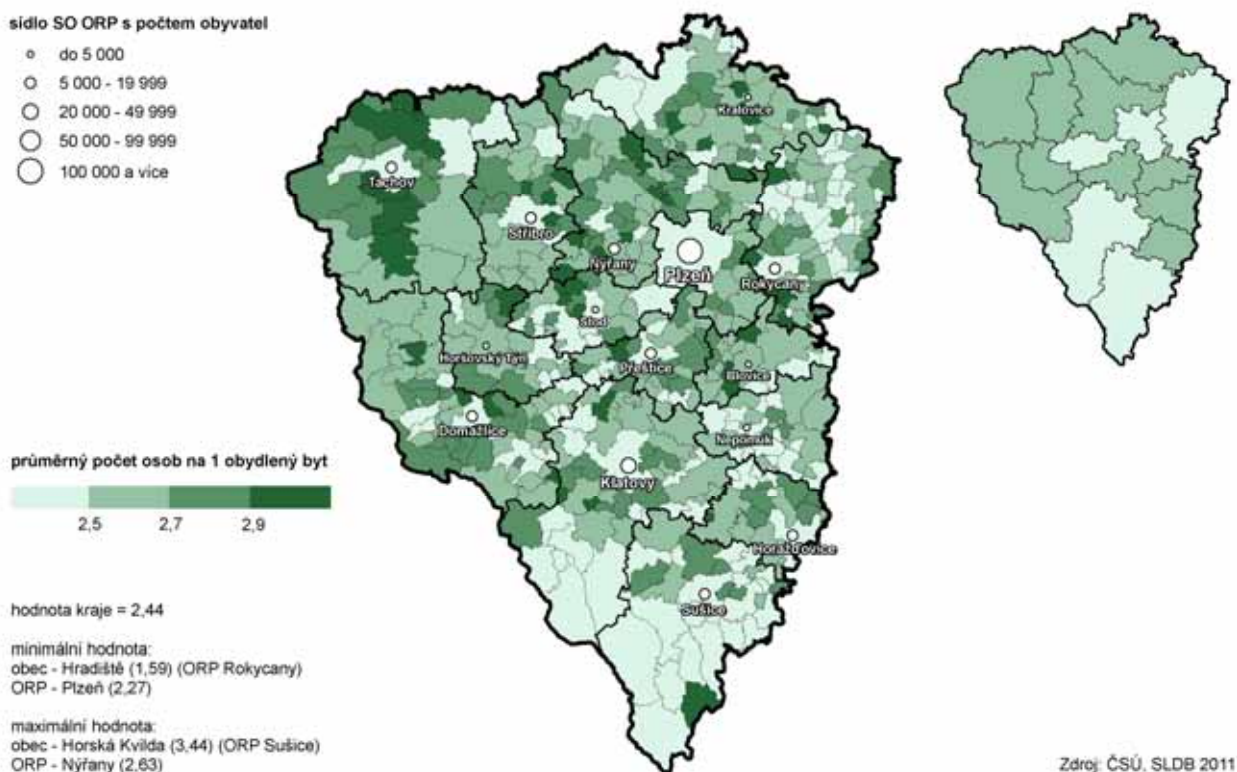 sídlo SO ORP s počtem obyvatel
do 5 000
5 000 - 19 999
20 000 - 49 999
50 000 - 99 999
100 000 a více
Kralovice
Tachov
Stříbro
Nýřany
Plzeň
Rokycany
Stod
Horšovský Týn
Přeštice
Blovice
Domažlice
Nepomuk
Klatovy
Horažďovice
Sušice
průměrný počet osob na 1 obydlený byt
2,5 2,7 2,9
hodnota kraje = 2,44
minimální hodnota:
obec - Hradiště (1,59) (ORP Rokycany)
ORP - Plzeň (2,27)
maximální hodnota:
obec - Horská Kvilda (3,44) (ORP Sušice)
ORP - Nýřany (2,63)
Zdroj: ČSÚ, SLDB 2011